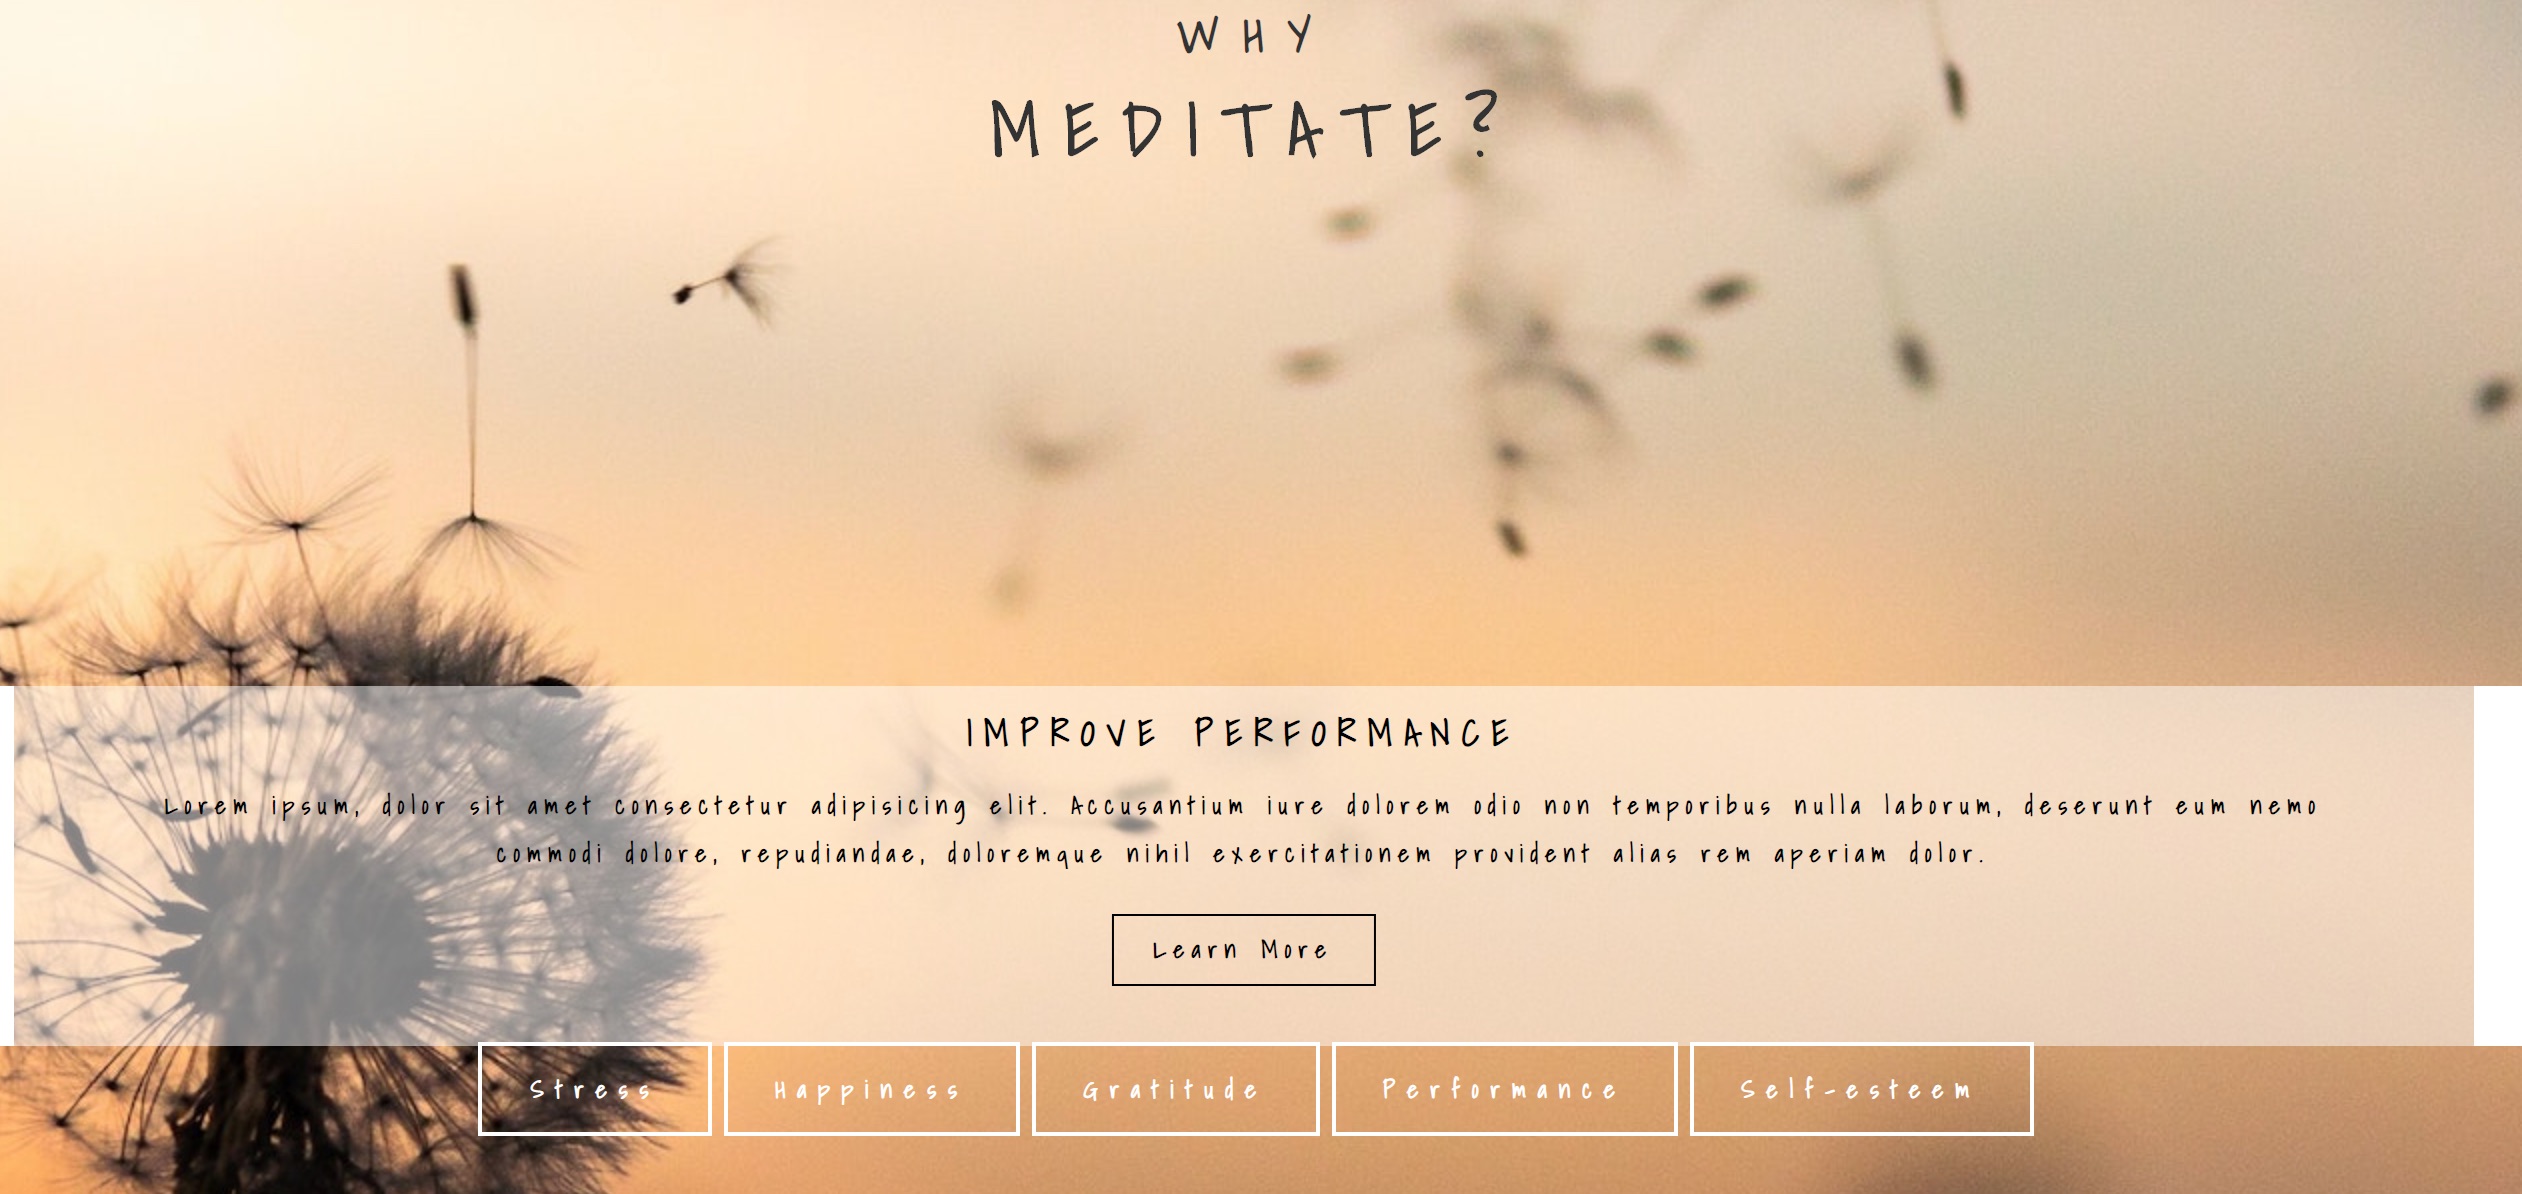 WHY
MEDITATE?
IMPROVE PERFORMANCE
Lorem ipsum, dolor sit amet consectetur adipisicing elit. Accusantium iure dolorem odio non temporibus nulla laborum, deserunt eum nemo
commodi dolore, repudiandae, doloremque nihil exercitationem provident alias rem aperiam dolor.
Learn More
Stress Happiness Gratitude Performance Self-esteem